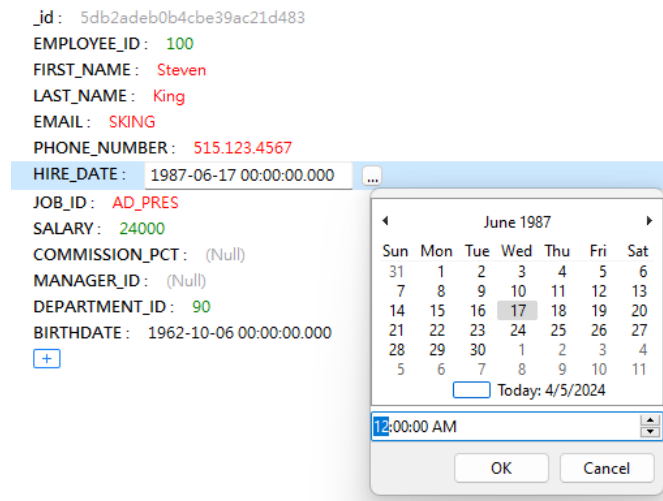 _id : 5db2adeb0b4cbe39ac21d483
EMPLOYEE_ID : 100
FIRST_NAME : Steven
LAST_NAME : King
EMAIL : SKING
PHONE_NUMBER : 515.123.4567
HIRE_DATE : 1987-06-17 00:00:00.000 ...
JOB_ID : AD_PRES
SALARY : 24000
COMMISSION_PCT : (Null)
MANAGER_ID : (Null)
DEPARTMENT_ID : 90
BIRTHDATE : 1962-10-06 00:00:00.000
+
June 1987
Sun Mon Tue Wed Thu Fri Sat
31 1 2 3 4 5 6
7 8 9 10 11 12 13
14 15 16 17 18 19 20
21 22 23 24 25 26 27
28 29 30 1 2 3 4
5 6 7 8 9 10 11
Today: 4/5/2024
12:00:00 AM
OK Cancel